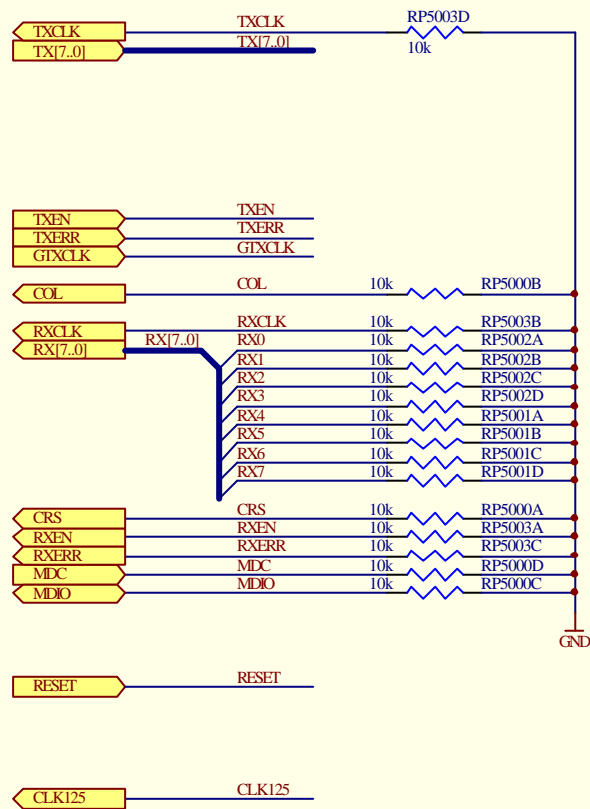 TXCLK TXCLK RP5003D
TX[7..0] TX[7..0] 10k
TXEN TXEN
TXERR TXERR
GTXCLK GTXCLK
COL COL 10k RP5000B
RXCLK RXCLK 10k RP5003B
RX[7..0] RX[7..0] RX0 10k RP5002A
RX1 10k RP5002B
RX2 10k RP5002C
RX3 10k RP5002D
RX4 10k RP5001A
RX5 10k RP5001B
RX6 10k RP5001C
RX7 10k RP5001D
CRS CRS 10k RP5000A
RXEN RXEN 10k RP5003A
RXERR RXERR 10k RP5003C
MDC MDC 10k RP5000D
MDIO MDIO 10k RP5000C
GND
RESET RESET
CLK125 CLK125